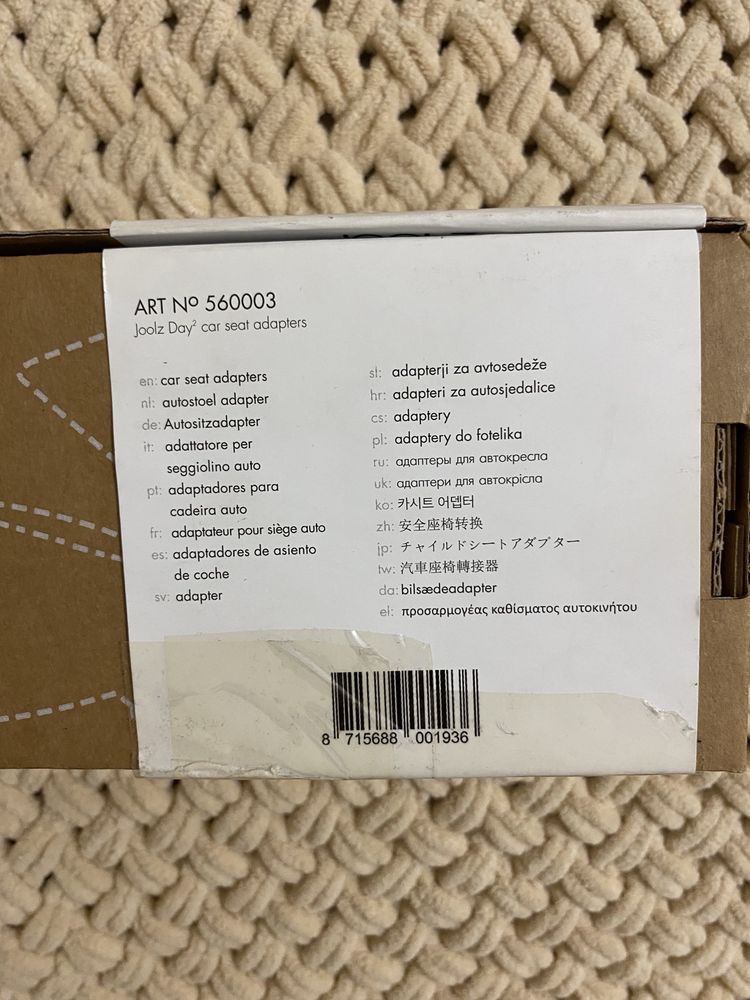 ART Nº 560003
Joolz Day² car seat adapters
en: car seat adapters
nl: autostoel adapter
de: Autositzadapter
it: adattatore per
seggiolino auto
pt: adaptadores para
cadeira auto
fr: adaptateur pour siège auto
es: adaptadores de asiento
de coche
sv: adapter
sl: adapterji za avtosedeže
hr: adapteri za autosjedalice
cs: adaptery
pl: adaptery do fotelika
ru: адаптеры для автокресла
uk: адаптери для автокрісла
ko: 카시트 어뎁터
zh: 安全座椅转换
jp: チャイルドシートアダプター
tw: 汽車座椅轉接器
da: bilsædeadapter
el: προσαρμογέας καθίσματος αυτοκινήτου
8 715688 001936